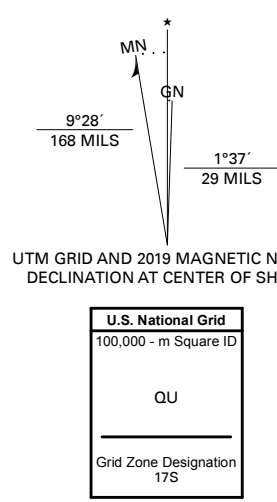 ★
MN
GN
9°28´
168 MILS
1°37´
29 MILS
UTM GRID AND 2019 MAGNETIC N
DECLINATION AT CENTER OF SH
U.S. National Grid
100,000 - m Square ID
QU
Grid Zone Designation
17S